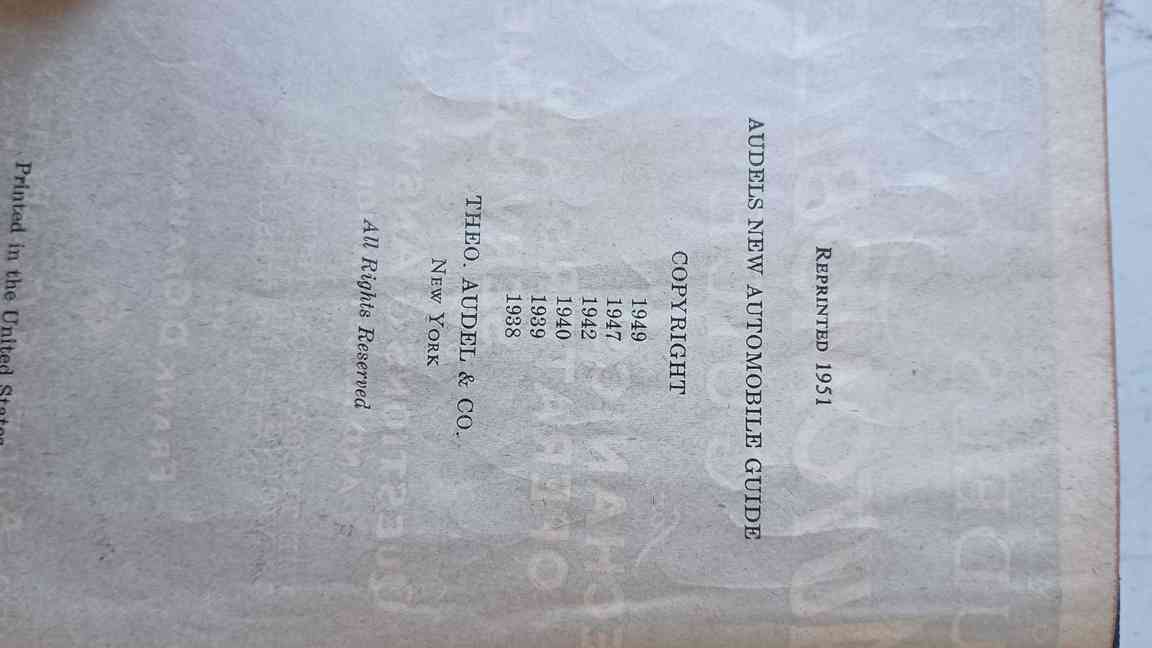 REPRINTED 1951
AUDELS NEW AUTOMOBILE GUIDE
COPYRIGHT
1949
1947
1942
1940
1939
1938
THEO. AUDEL & CO.
NEW YORK
All Rights Reserved
Printed in the United States